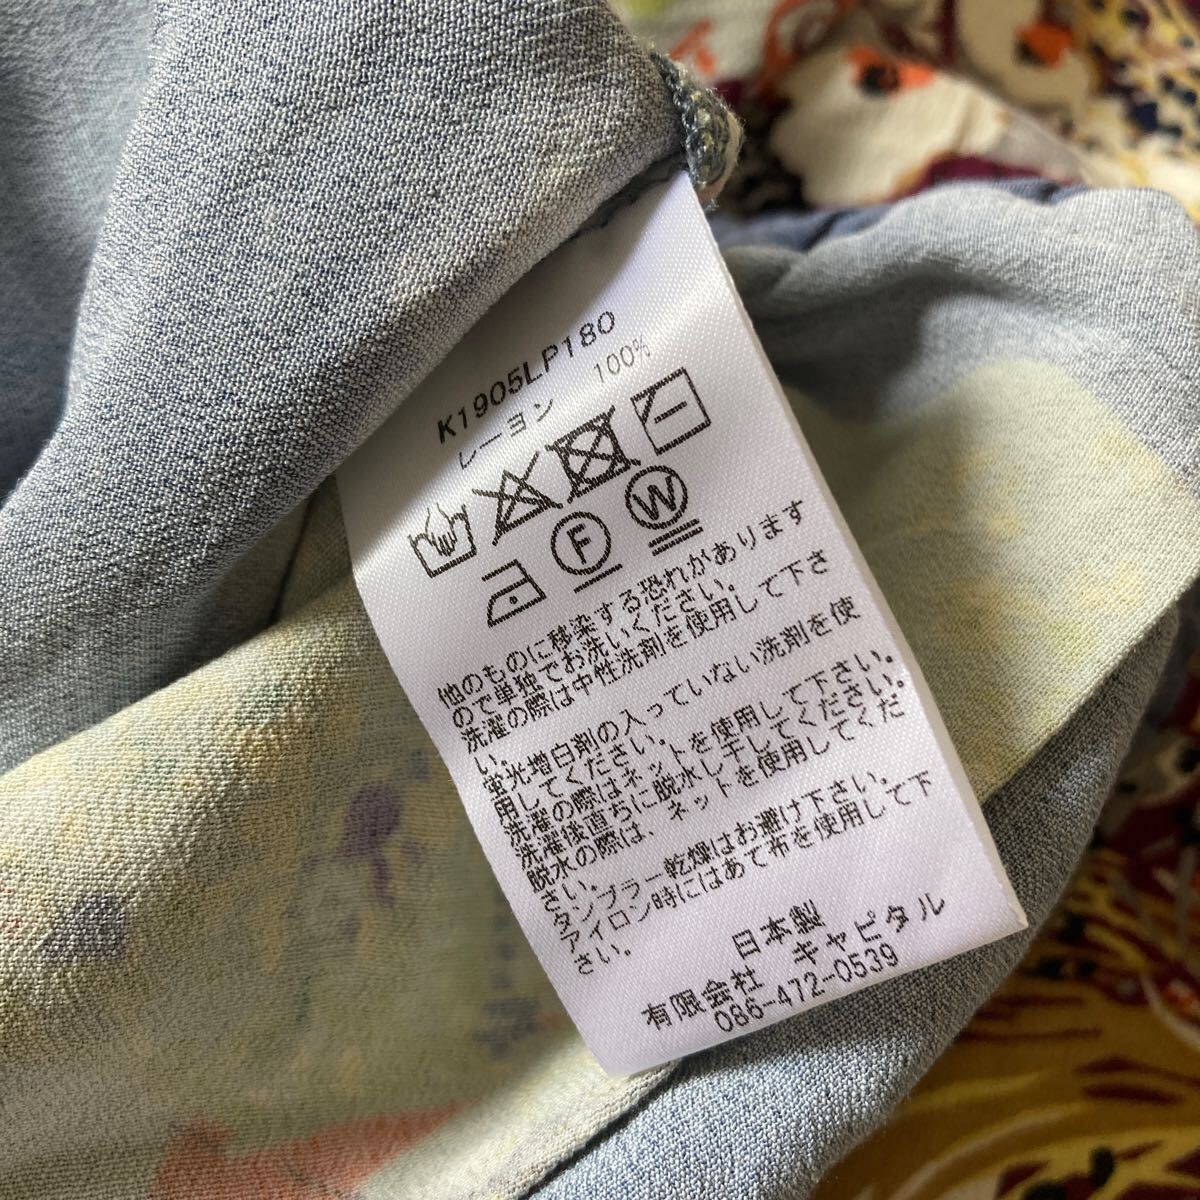 K1905LP180
レーヨン 100%
F W
他のものに移染する恐れがあります
ので単独でお洗いください。
洗濯の際は中性洗剤を使用して下さ
い。
蛍光増白剤の入っていない洗剤を使
用してください。
洗濯の際はネットを使用して下さい。
洗濯後直ちに脱水し干してください。
脱水の際は、ネットを使用してくだ
さい。
タンブラー乾燥はお避け下さい。
アイロン時にはあて布を使用して下
さい。
日本製
有限会社 キャピタル
086-472-0539